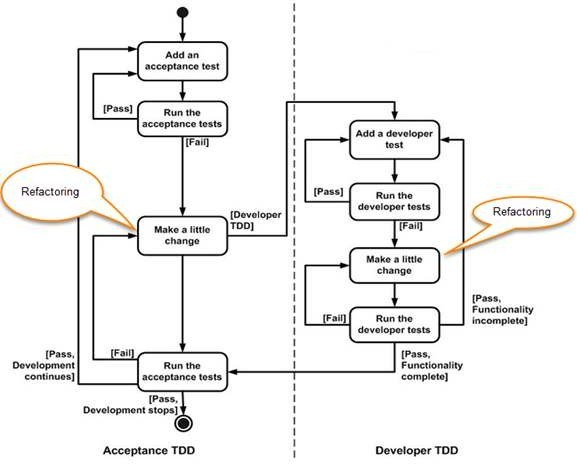 Add an
acceptance test
[Pass]
Run the
acceptance tests
[Fail]
Refactoring
Make a little
change
[Developer
TDD]
[Fail]
[Pass,
Development
continues]
Run the
acceptance tests
[Pass,
Development stops]
Acceptance TDD
Add a developer
test
[Pass]
Run the
developer tests
[Fail]
Refactoring
Make a little
change
[Fail]
Run the
developer tests
[Pass,
Functionality
incomplete]
[Pass,
Functionality
complete]
Developer TDD